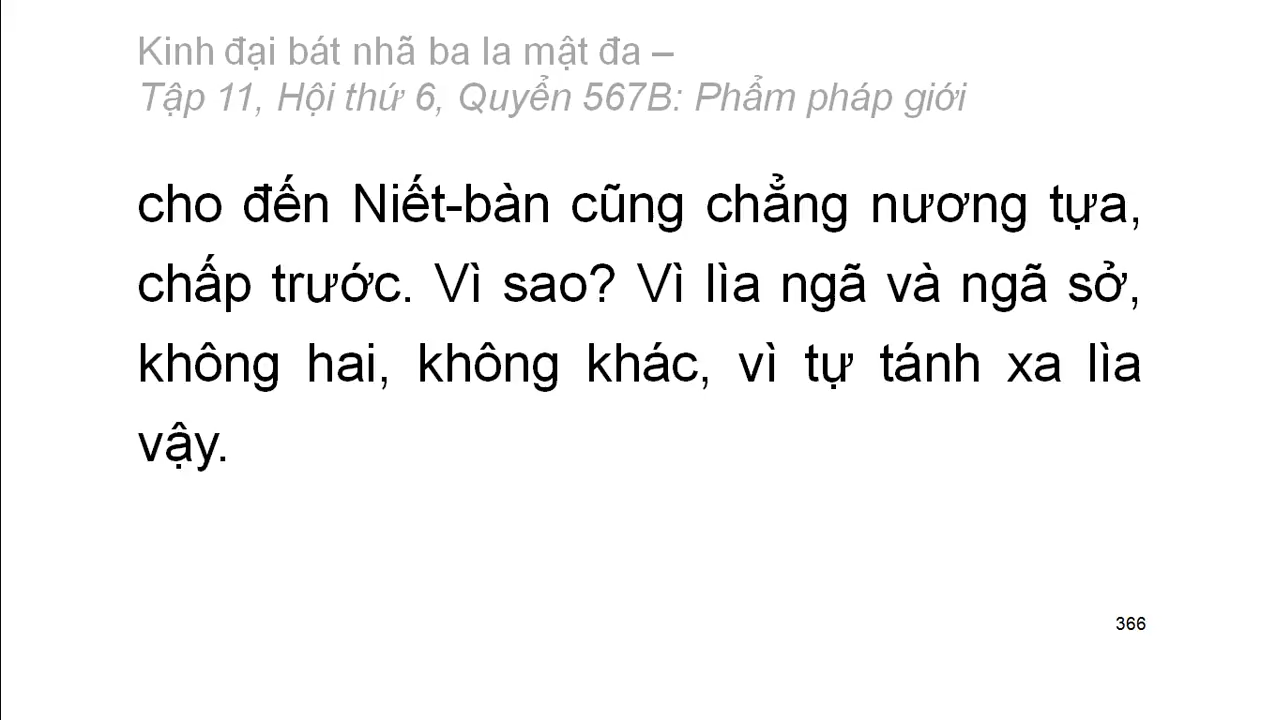 Kinh đại bát nhã ba la mật đa –
Tập 11, Hội thứ 6, Quyển 567B: Phẩm pháp giới
cho đến Niết-bàn cũng chẳng nương tựa,
chấp trước. Vì sao? Vì lìa ngã và ngã sở,
không hai, không khác, vì tự tánh xa lìa
vậy.
366